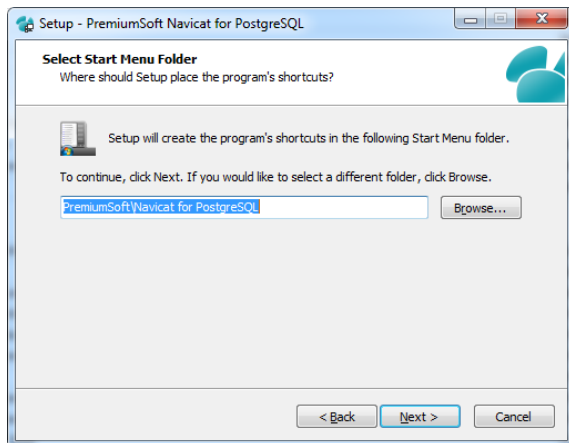 Setup - PremiumSoft Navicat for PostgreSQL
Select Start Menu Folder
Where should Setup place the program's shortcuts?
Setup will create the program's shortcuts in the following Start Menu folder.
To continue, click Next. If you would like to select a different folder, click Browse.
PremiumSoft\Navicat for PostgreSQL
Browse...
< Back
Next >
Cancel